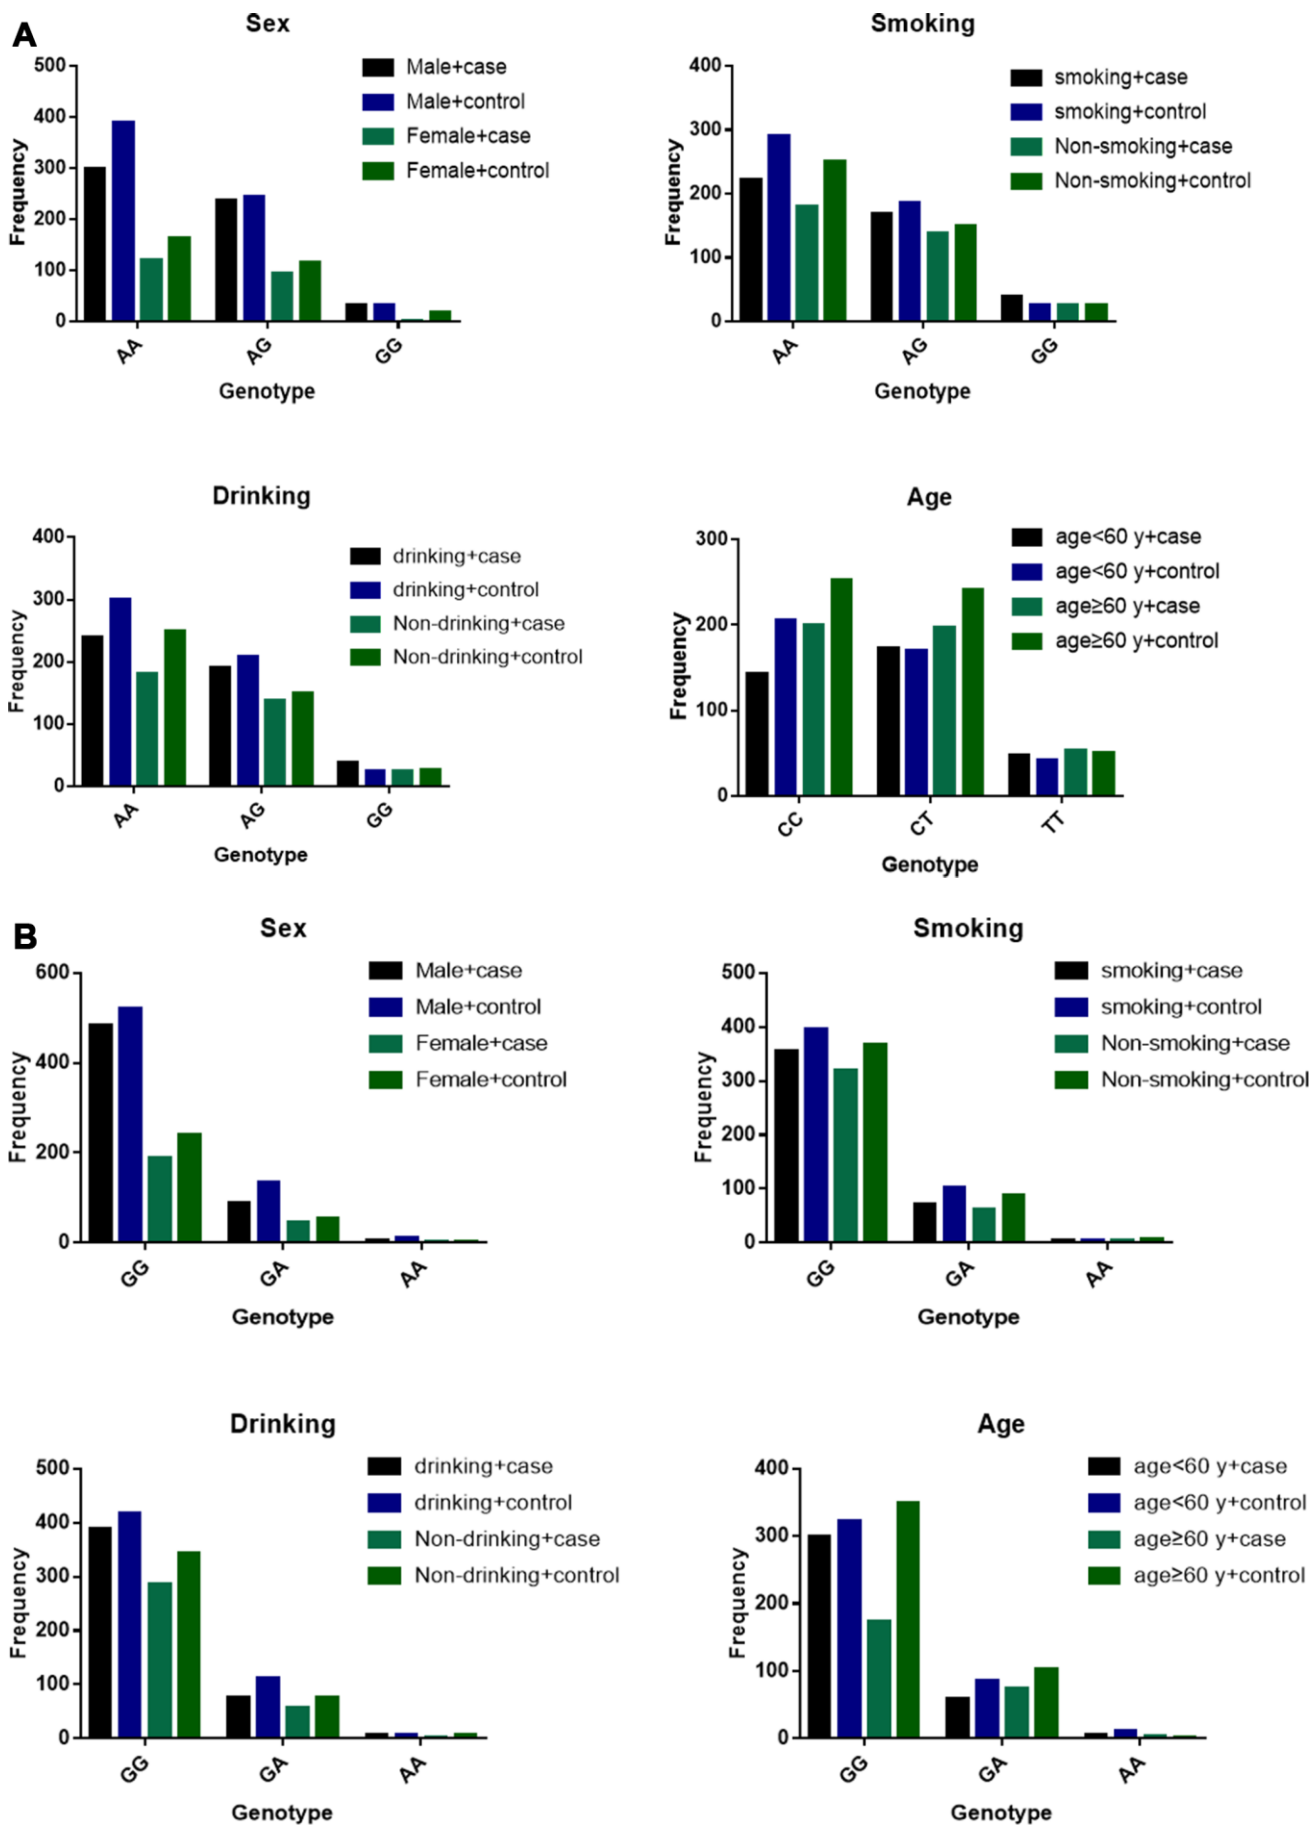 A
Sex
500
400
300
200
100
0
Frequency
AA
AG
GG
Genotype
Male+case
Male+control
Female+case
Female+control
Smoking
400
300
200
100
0
Frequency
AA
AG
GG
Genotype
smoking+case
smoking+control
Non-smoking+case
Non-smoking+control
Drinking
400
300
200
100
0
Frequency
AA
AG
GG
Genotype
drinking+case
drinking+control
Non-drinking+case
Non-drinking+control
Age
300
200
100
0
Frequency
CC
CT
TT
Genotype
age<60 y+case
age<60 y+control
age≥60 y+case
age≥60 y+control
B
Sex
600
400
200
0
Frequency
GG
GA
AA
Genotype
Male+case
Male+control
Female+case
Female+control
Smoking
500
400
300
200
100
0
Frequency
GG
GA
AA
Genotype
smoking+case
smoking+control
Non-smoking+case
Non-smoking+control
Drinking
500
400
300
200
100
0
Frequency
GG
GA
AA
Genotype
drinking+case
drinking+control
Non-drinking+case
Non-drinking+control
Age
400
300
200
100
0
Frequency
GG
GA
AA
Genotype
age<60 y+case
age<60 y+control
age≥60 y+case
age≥60 y+control